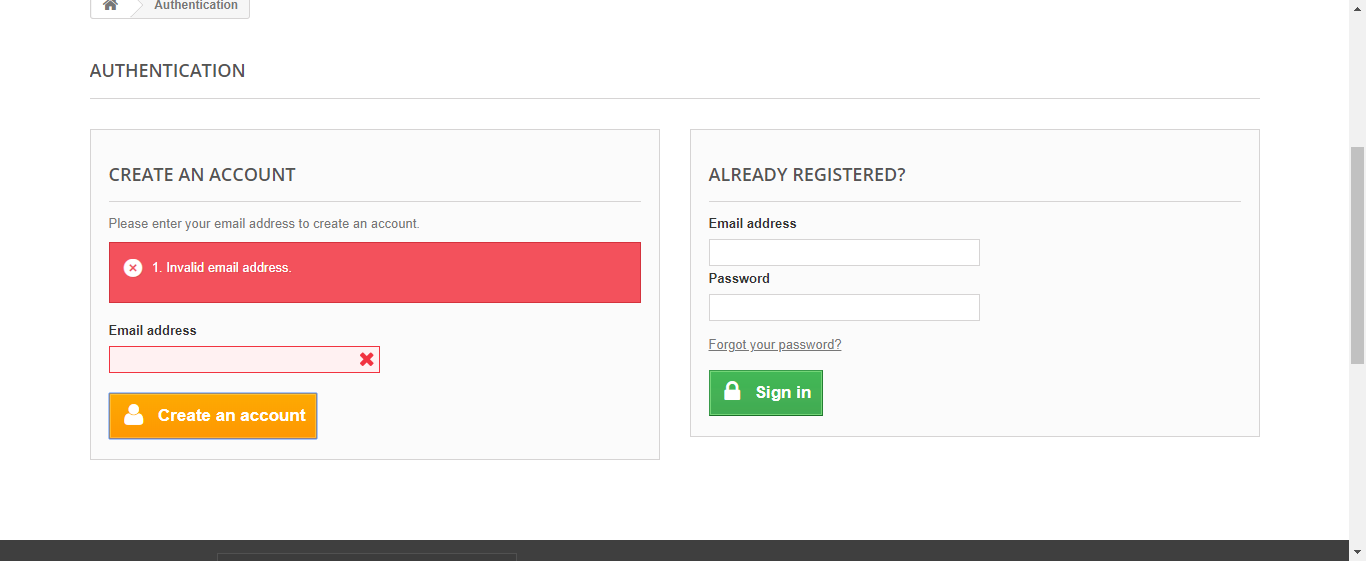 Authentication
AUTHENTICATION
CREATE AN ACCOUNT
Please enter your email address to create an account.
1. Invalid email address.
Email address
Create an account
ALREADY REGISTERED?
Email address
Password
Forgot your password?
Sign in